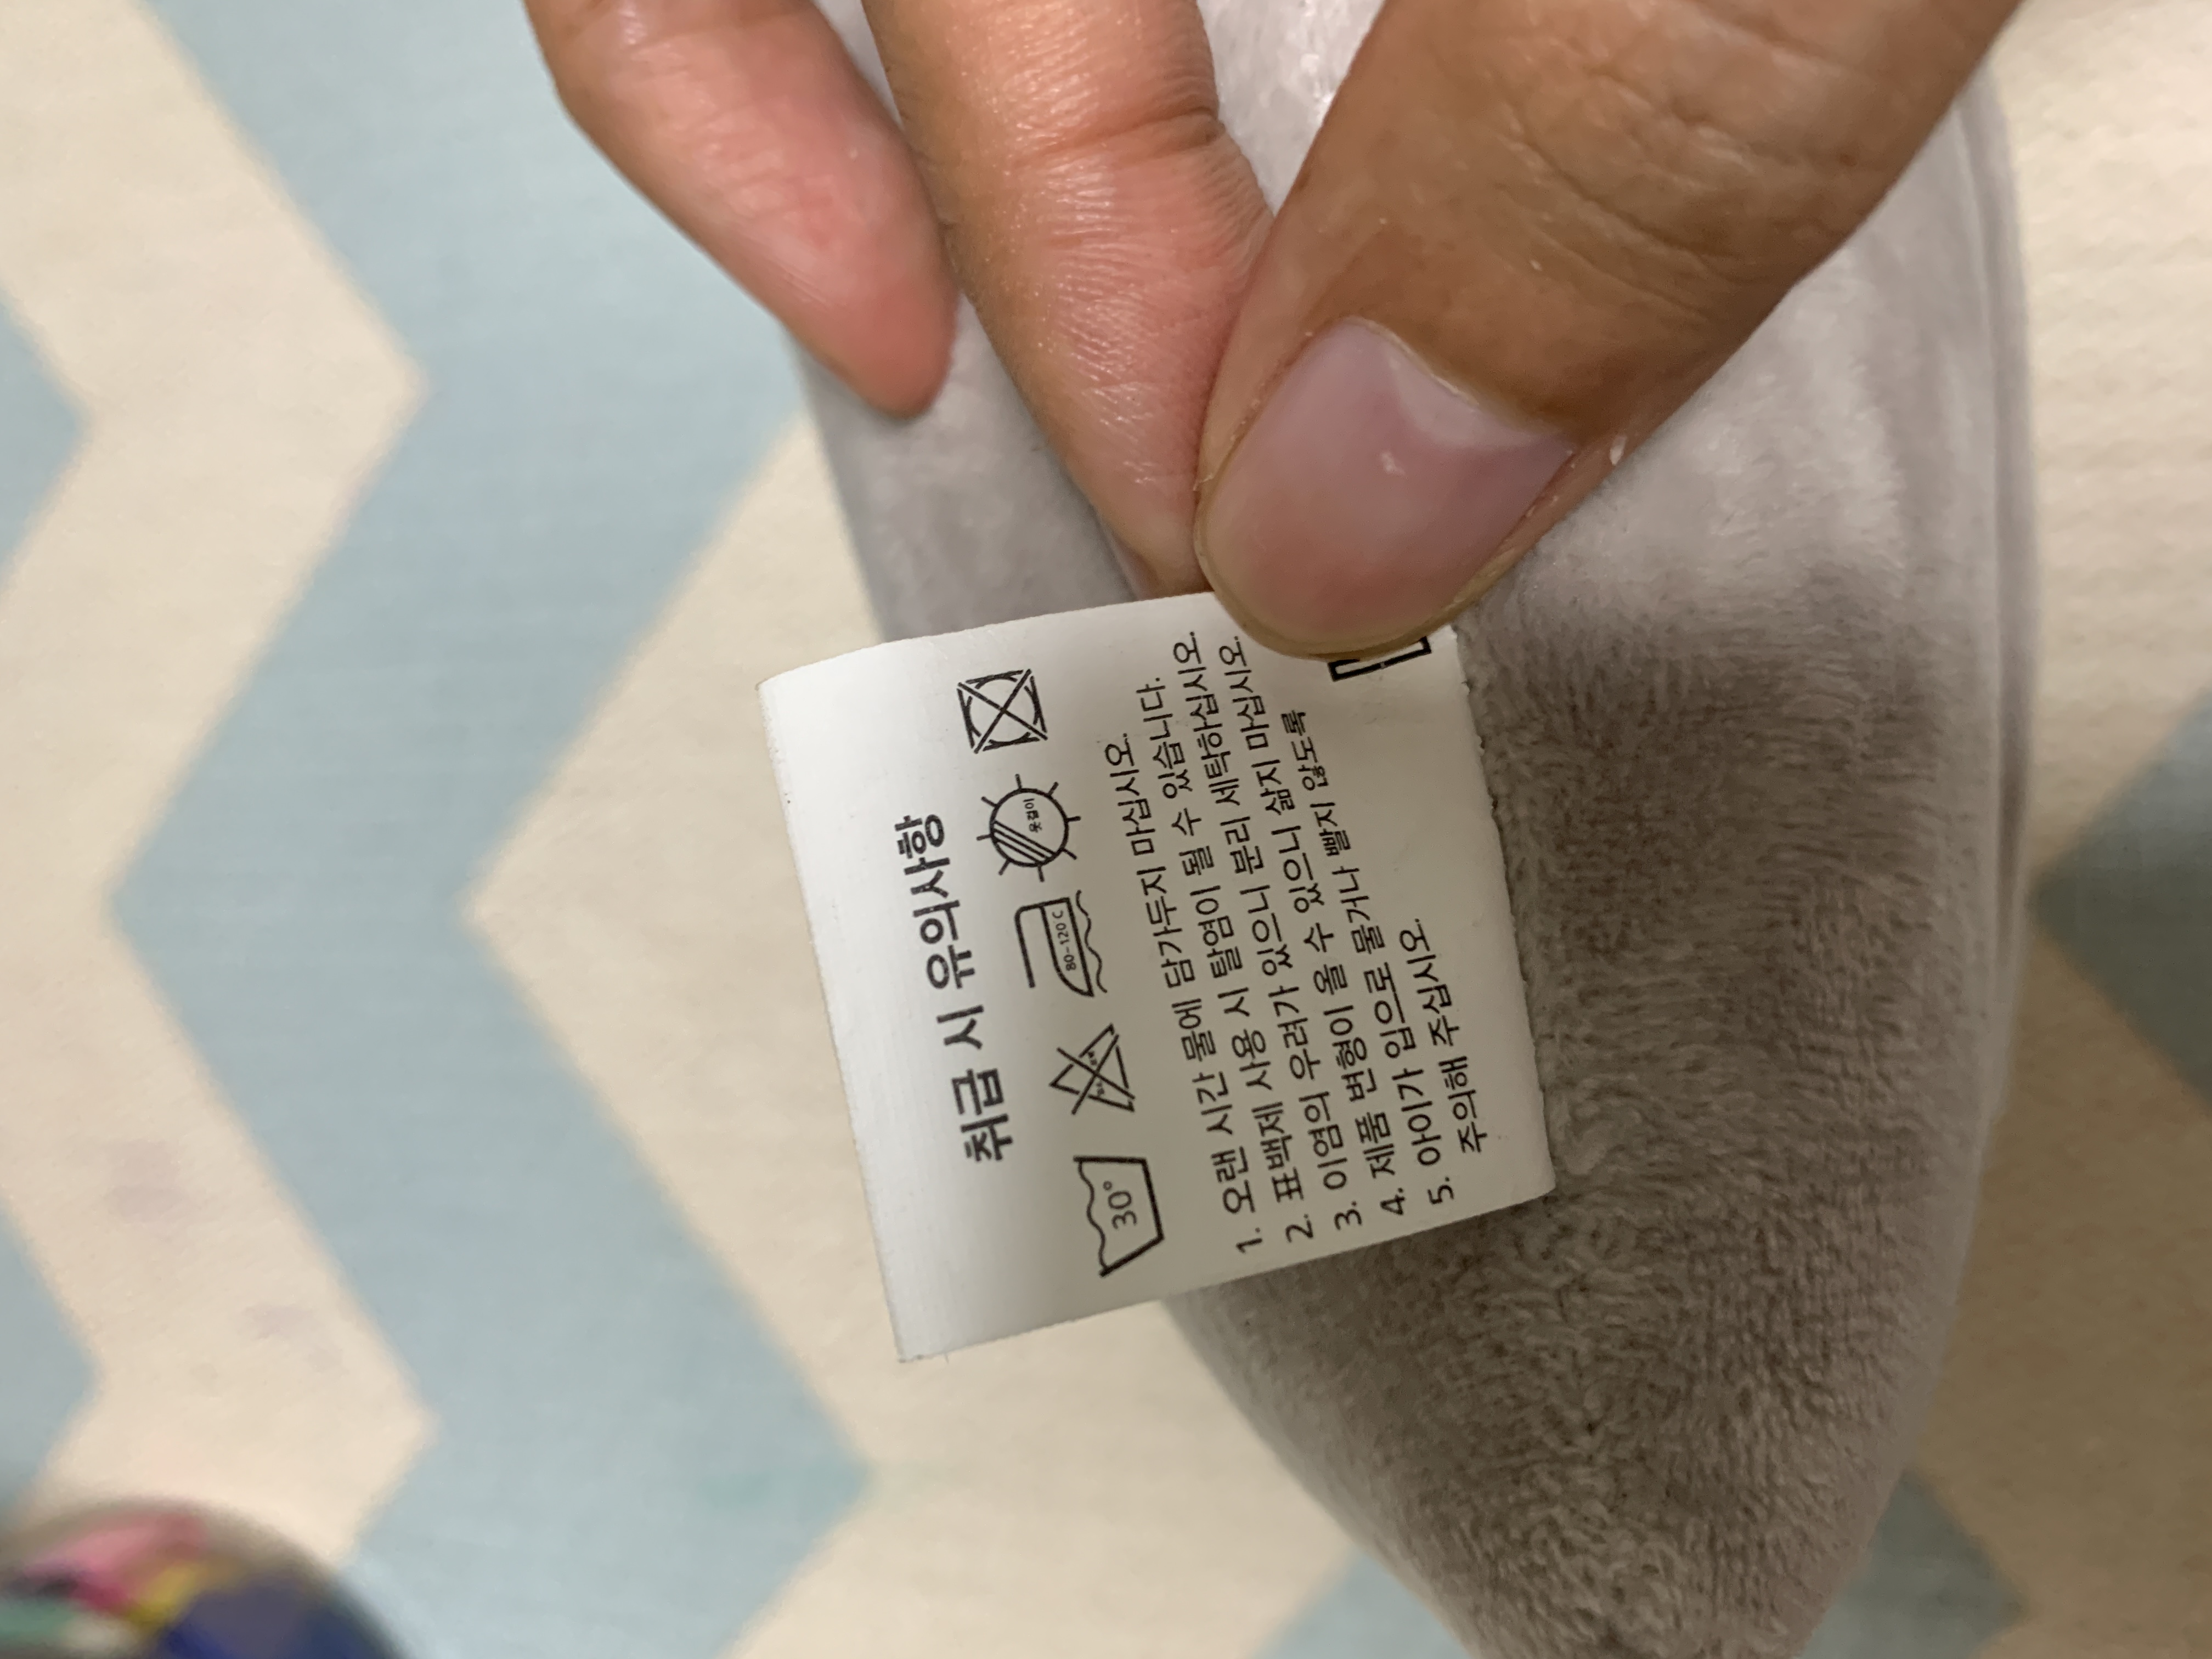 취급 시 유의사항
30°
80~120 C
옷걸이
1. 오랜 시간 물에 담가두지 마십시오.
2. 표백제 사용 시 탈염이 될 수 있습니다.
3. 이염의 우려가 있으니 분리 세탁하십시오.
4. 제품 변형이 올 수 있으니 삶지 마십시오.
5. 아이가 입으로 물거나 빨지 않도록
주의해 주십시오.